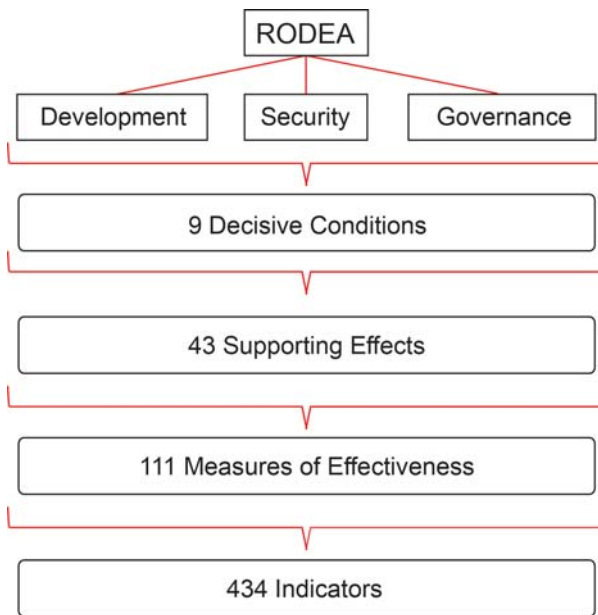 RODEA
Development Security Governance
9 Decisive Conditions
43 Supporting Effects
111 Measures of Effectiveness
434 Indicators